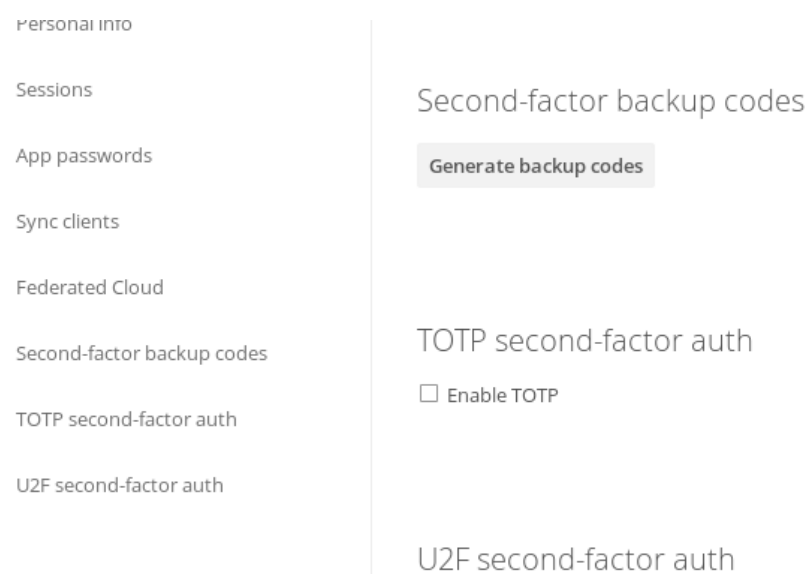 Personal info
Sessions
App passwords
Sync clients
Federated Cloud
Second-factor backup codes
TOTP second-factor auth
U2F second-factor auth
Second-factor backup codes
Generate backup codes
TOTP second-factor auth
Enable TOTP
U2F second-factor auth